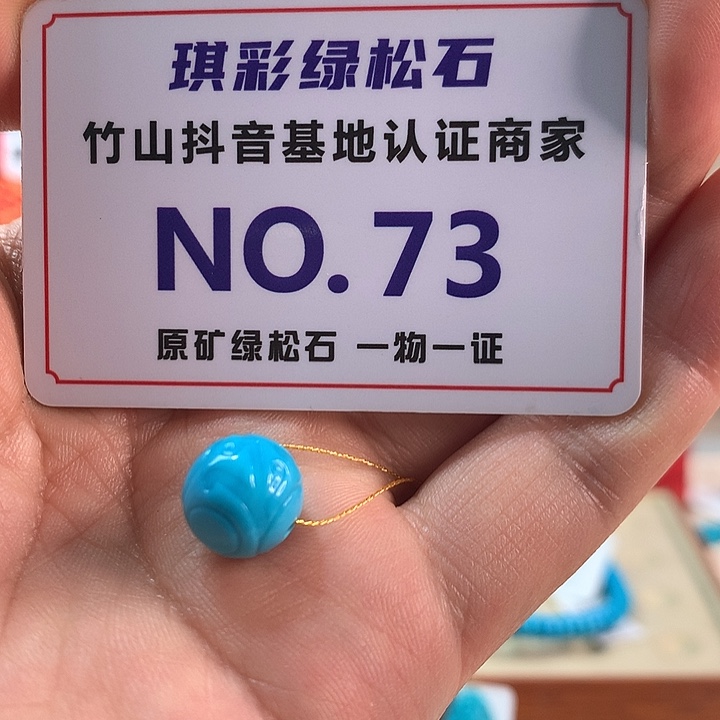 琪彩绿松石
竹山抖音基地认证商家
NO.73
原矿绿松石 一物一证